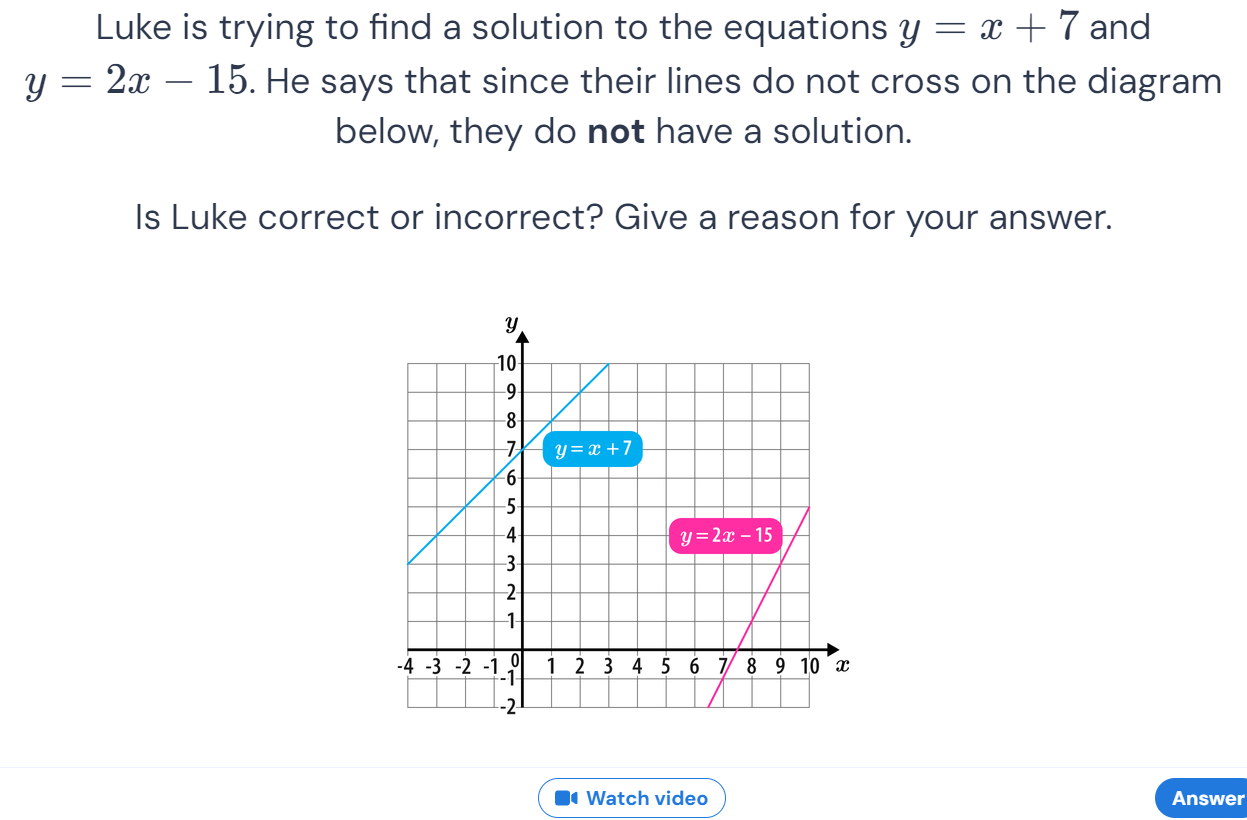 Luke is trying to find a solution to the equations y = x + 7 and
y = 2x − 15. He says that since their lines do not cross on the diagram
below, they do not have a solution.
Is Luke correct or incorrect? Give a reason for your answer.
y
10
9
8
7
y = x + 7
6
5
4
y = 2x − 15
3
2
1
-4 -3 -2 -1 0 1 2 3 4 5 6 7 8 9 10 x
-1
-2
Watch video
Answer